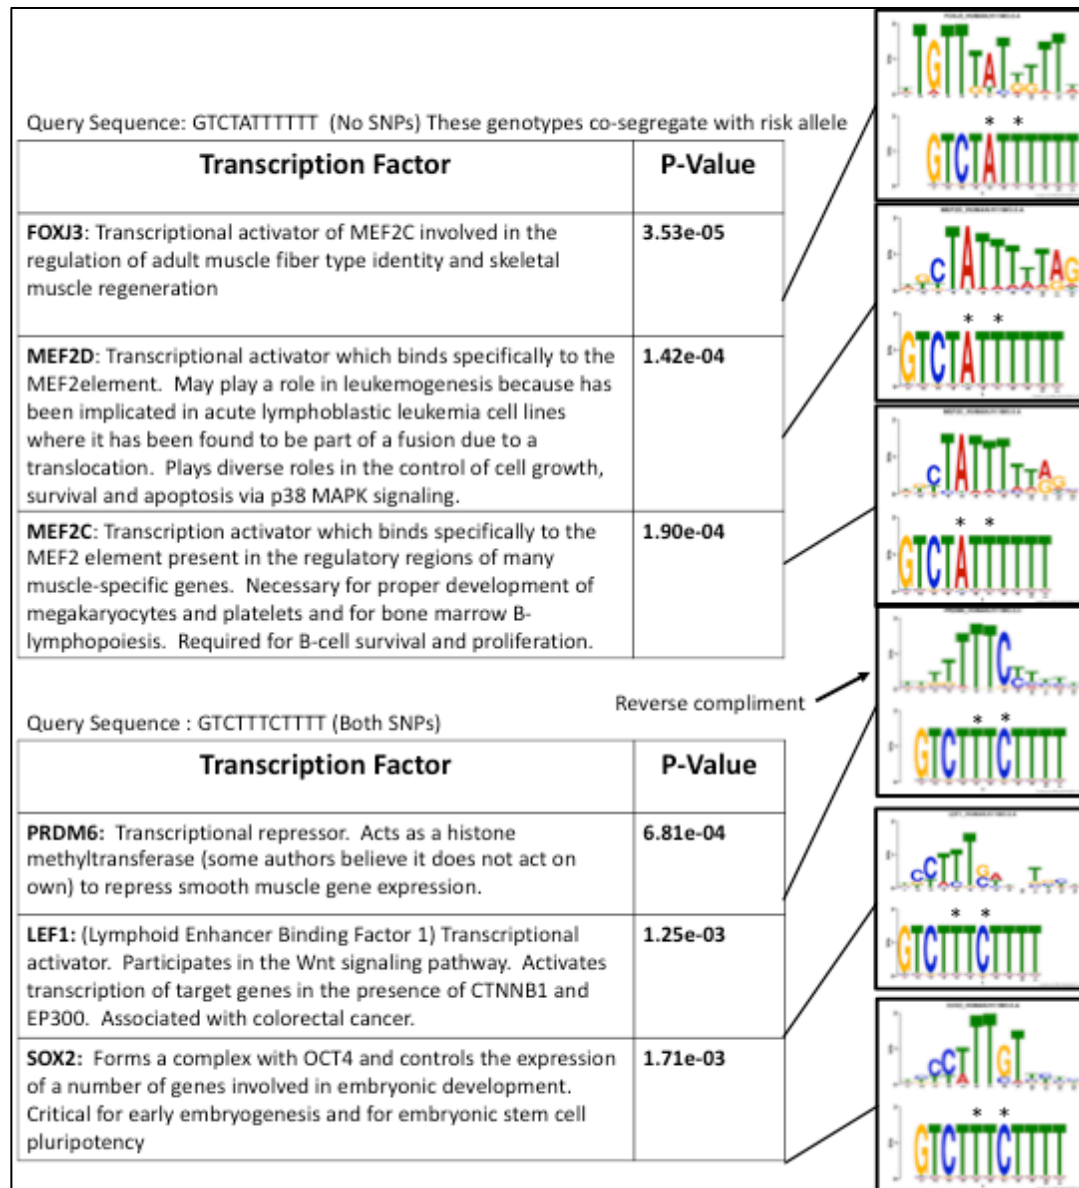 Query Sequence: GTCTATTTTTT (No SNPs) These genotypes co-segregate with risk allele
Transcription Factor
P-Value
FOXJ3: Transcriptional activator of MEF2C involved in the
regulation of adult muscle fiber type identity and skeletal
muscle regeneration
3.53e-05
MEF2D: Transcriptional activator which binds specifically to the
MEF2element. May play a role in leukemogenesis because has
been implicated in acute lymphoblastic leukemia cell lines
where it has been found to be part of a fusion due to a
translocation. Plays diverse roles in the control of cell growth,
survival and apoptosis via p38 MAPK signaling.
1.42e-04
MEF2C: Transcription activator which binds specifically to the
MEF2 element present in the regulatory regions of many
muscle-specific genes. Necessary for proper development of
megakaryocytes and platelets and for bone marrow B-
lymphopoiesis. Required for B-cell survival and proliferation.
1.90e-04
Reverse compliment
Query Sequence : GTCTTTCTTTT (Both SNPs)
Transcription Factor
P-Value
PRDM6: Transcriptional repressor. Acts as a histone
methyltransferase (some authors believe it does not act on
own) to repress smooth muscle gene expression.
6.81e-04
LEF1: (Lymphoid Enhancer Binding Factor 1) Transcriptional
activator. Participates in the Wnt signaling pathway. Activates
transcription of target genes in the presence of CTNNB1 and
EP300. Associated with colorectal cancer.
1.25e-03
SOX2: Forms a complex with OCT4 and controls the expression
of a number of genes involved in embryonic development.
Critical for early embryogenesis and for embryonic stem cell
pluripotency
1.71e-03
* *
GTCTATTTTTT
* *
GTCTATTTTTT
* *
GTCTATTTTTT
* *
GTCTTTCTTTT
* *
GTCTTTCTTTT
* *
GTCTTTCTTTT